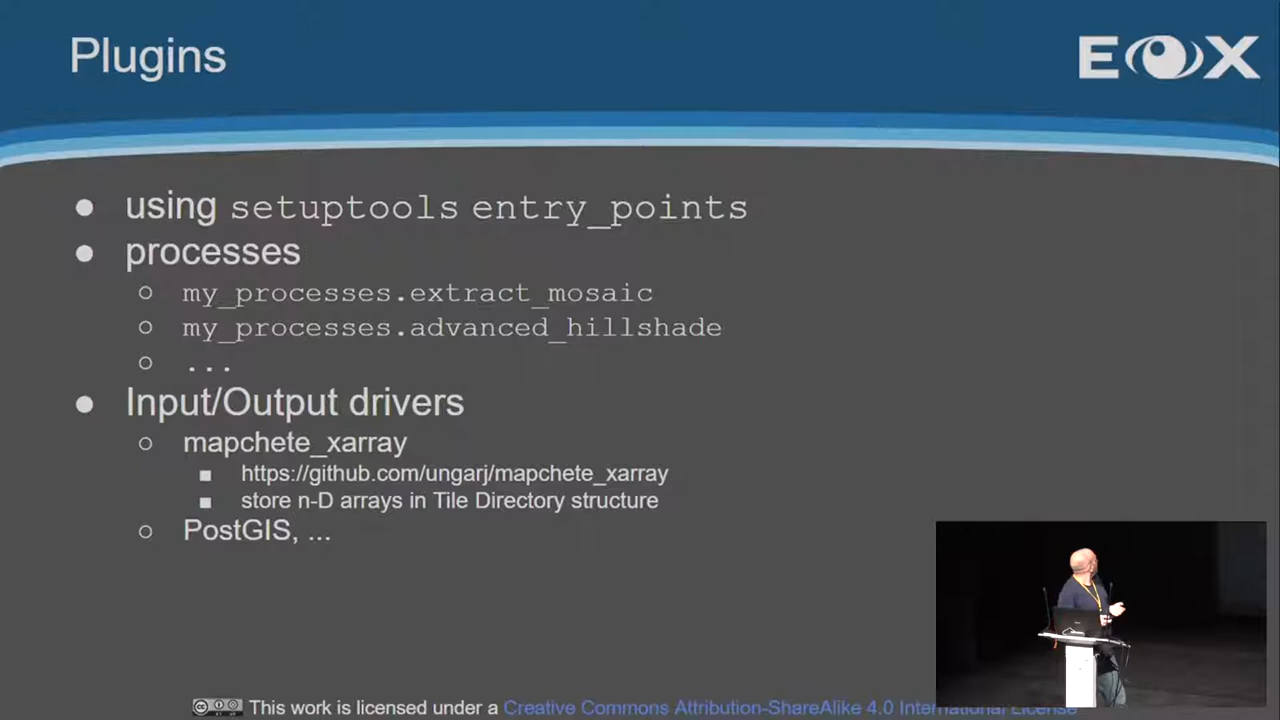 Plugins
EOX
● using setuptools entry_points
● processes
○ my_processes.extract_mosaic
○ my_processes.advanced_hillshade
○ ...
● Input/Output drivers
○ mapchete_xarray
■ https://github.com/ungarj/mapchete_xarray
■ store n-D arrays in Tile Directory structure
○ PostGIS, ...
This work is licensed under a Creative Commons Attribution-ShareAlike 4.0 International License